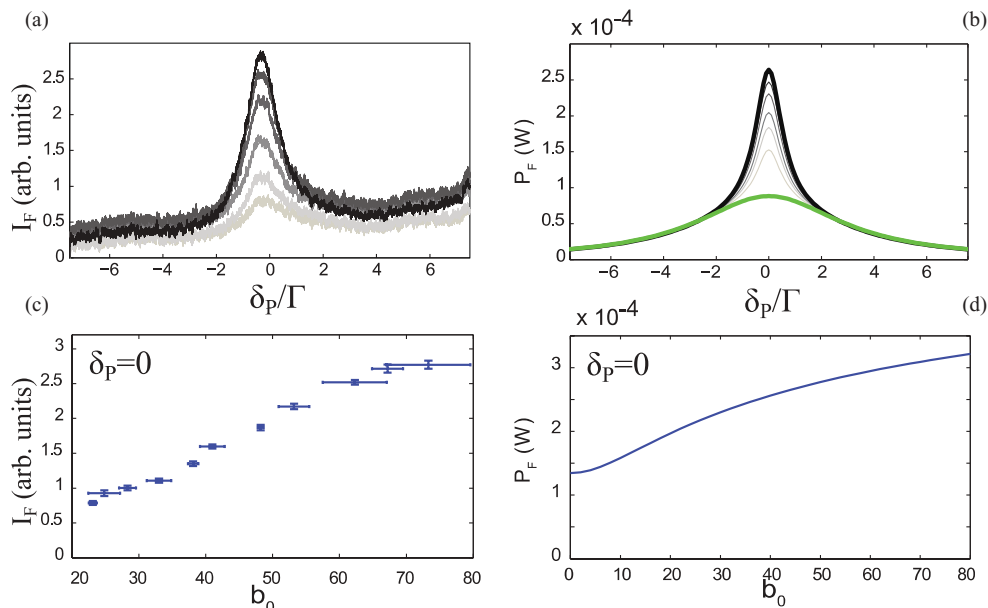 (a)
I_F (arb. units)
2.5
2
1.5
1
0.5
0
−6 −4 −2 0 2 4 6
δ_P/Γ
x 10⁻⁴
(b)
P_F (W)
3
2.5
2
1.5
1
0.5
0
−6 −4 −2 0 2 4 6
δ_P/Γ
(c)
δ_P=0
I_F (arb. units)
3
2.5
2
1.5
1
0.5
0
20 30 40 50 60 70 80
b_0
x 10⁻⁴
(d)
δ_P=0
P_F (W)
3
2
1
0
0 10 20 30 40 50 60 70 80
b_0